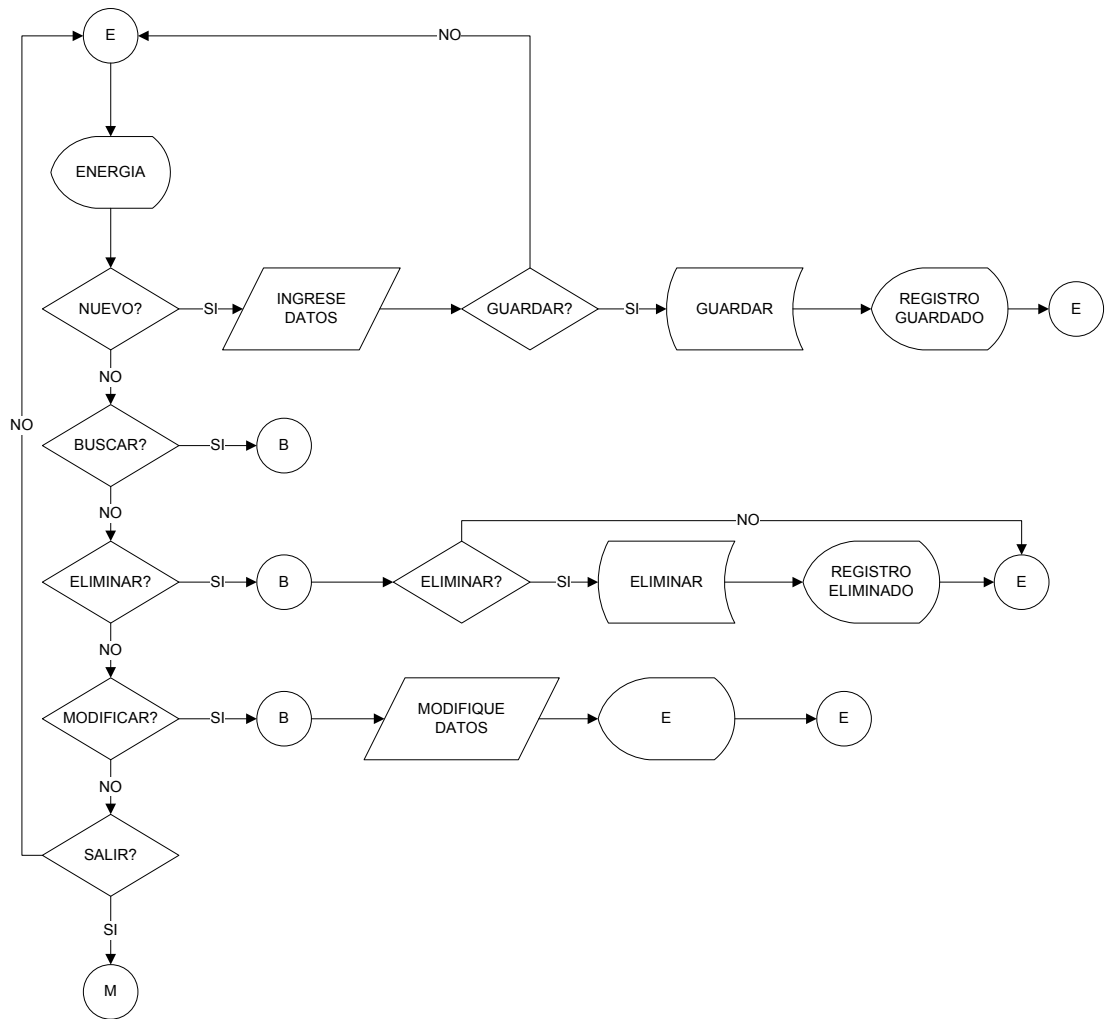 E
NO
ENERGIA
NUEVO?
SI
INGRESE
DATOS
GUARDAR?
SI
GUARDAR
REGISTRO
GUARDADO
E
NO
NO
BUSCAR?
SI
B
NO
NO
ELIMINAR?
SI
B
ELIMINAR?
SI
ELIMINAR
REGISTRO
ELIMINADO
E
NO
MODIFICAR?
SI
B
MODIFIQUE
DATOS
E
E
NO
SALIR?
SI
M